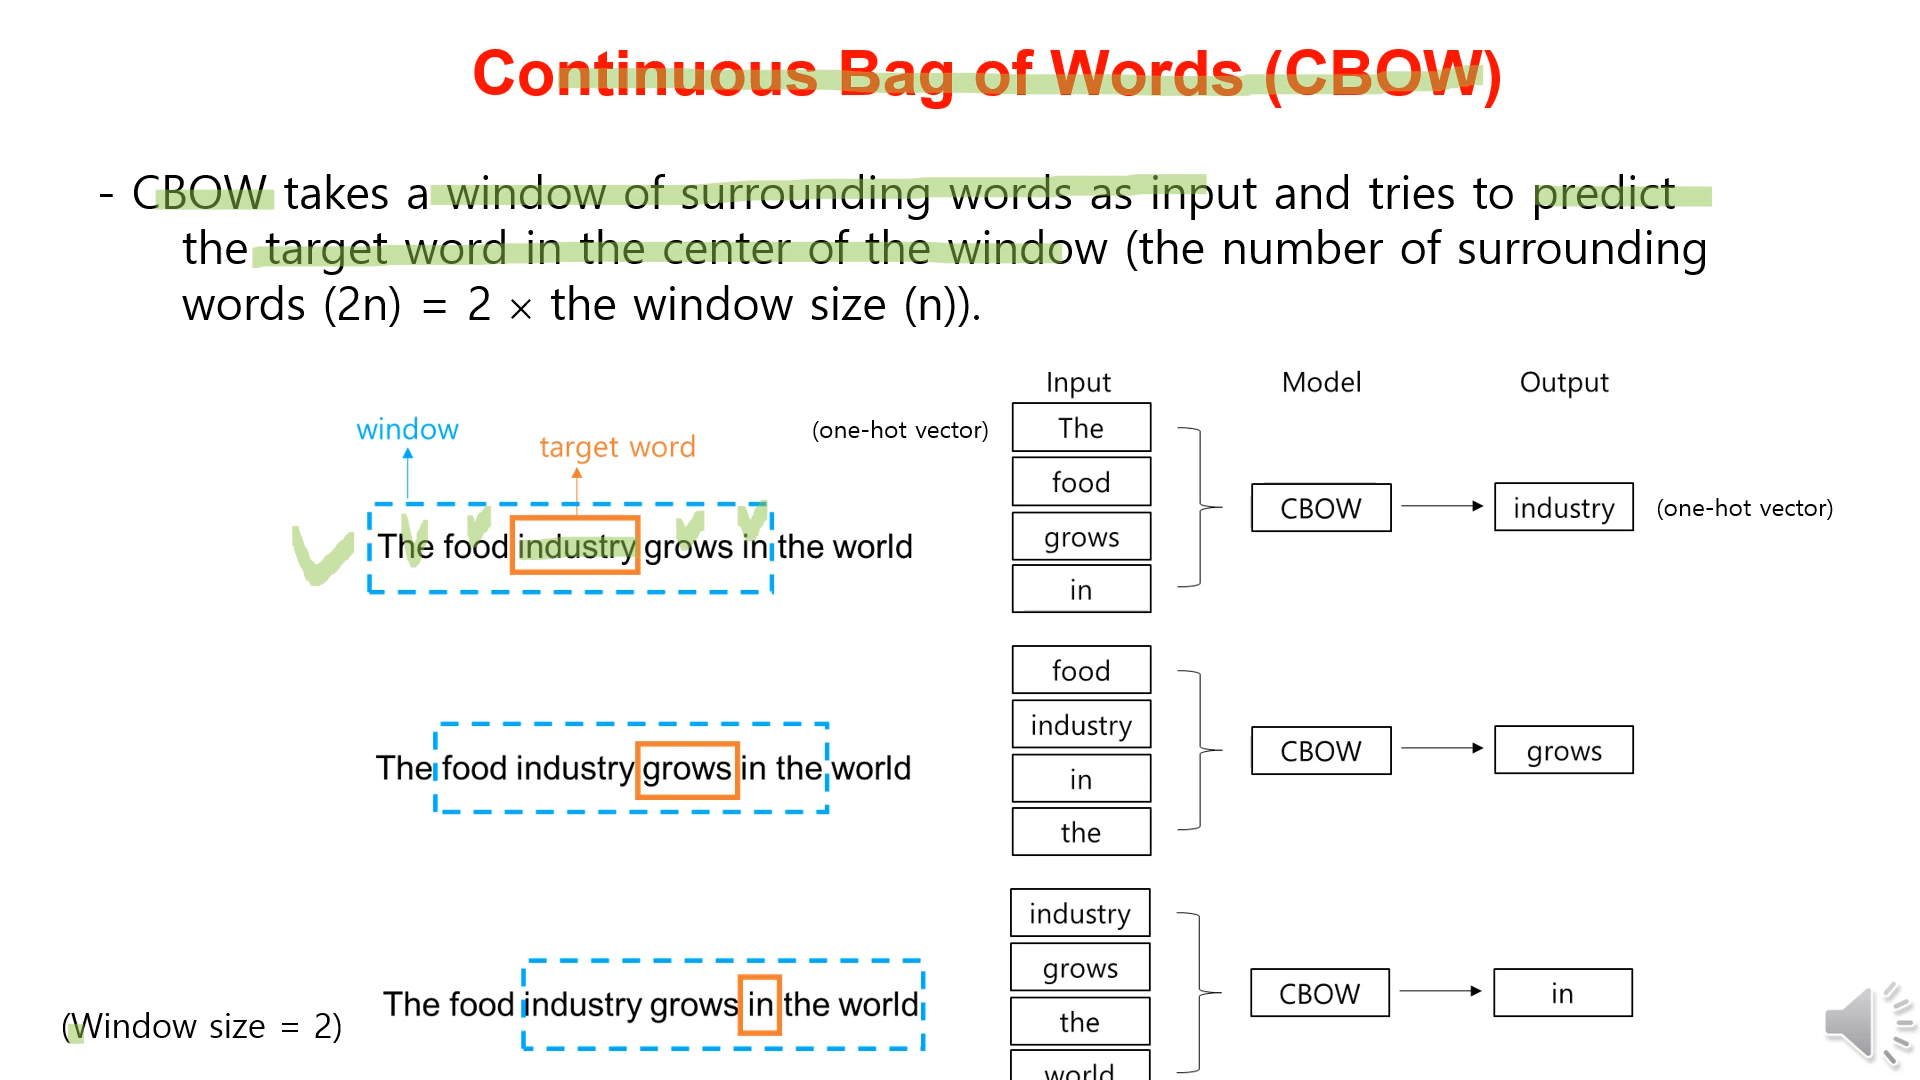 Continuous Bag of Words (CBOW)
- CBOW takes a window of surrounding words as input and tries to predict
the target word in the center of the window (the number of surrounding
words (2n) = 2 × the window size (n)).
Input Model Output
window
target word
(one-hot vector)
The
food
grows
in
CBOW
industry
(one-hot vector)
The food industry grows in the world
food
industry
in
the
CBOW
grows
The food industry grows in the world
industry
grows
the
world
CBOW
in
The food industry grows in the world
(Window size = 2)